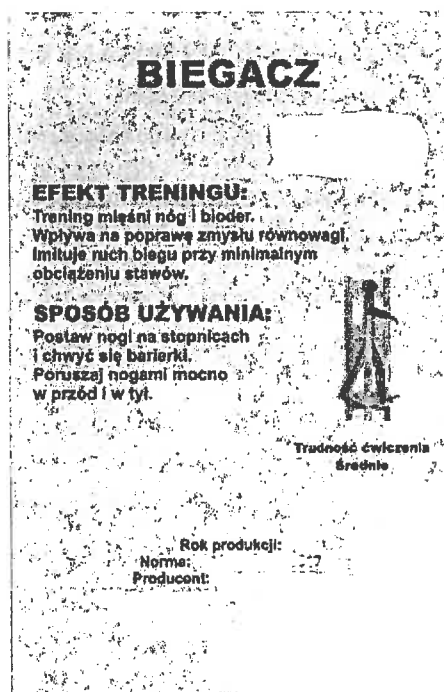 BIEGACZ
EFEKT TRENINGU:
Trening mięśni nóg i bioder.
Wpływa na poprawę zmysłu równowagi.
Imituje ruch biegu przy minimalnym
obciążeniu stawów.
SPOSÓB UŻYWANIA:
Postaw nogi na stopnicach
i chwyć się barierki.
Poruszaj nogami mocno
w przód i w tył.
Trudność ćwiczenia
Średnie
Rok produkcji:
Norma:
Producent: